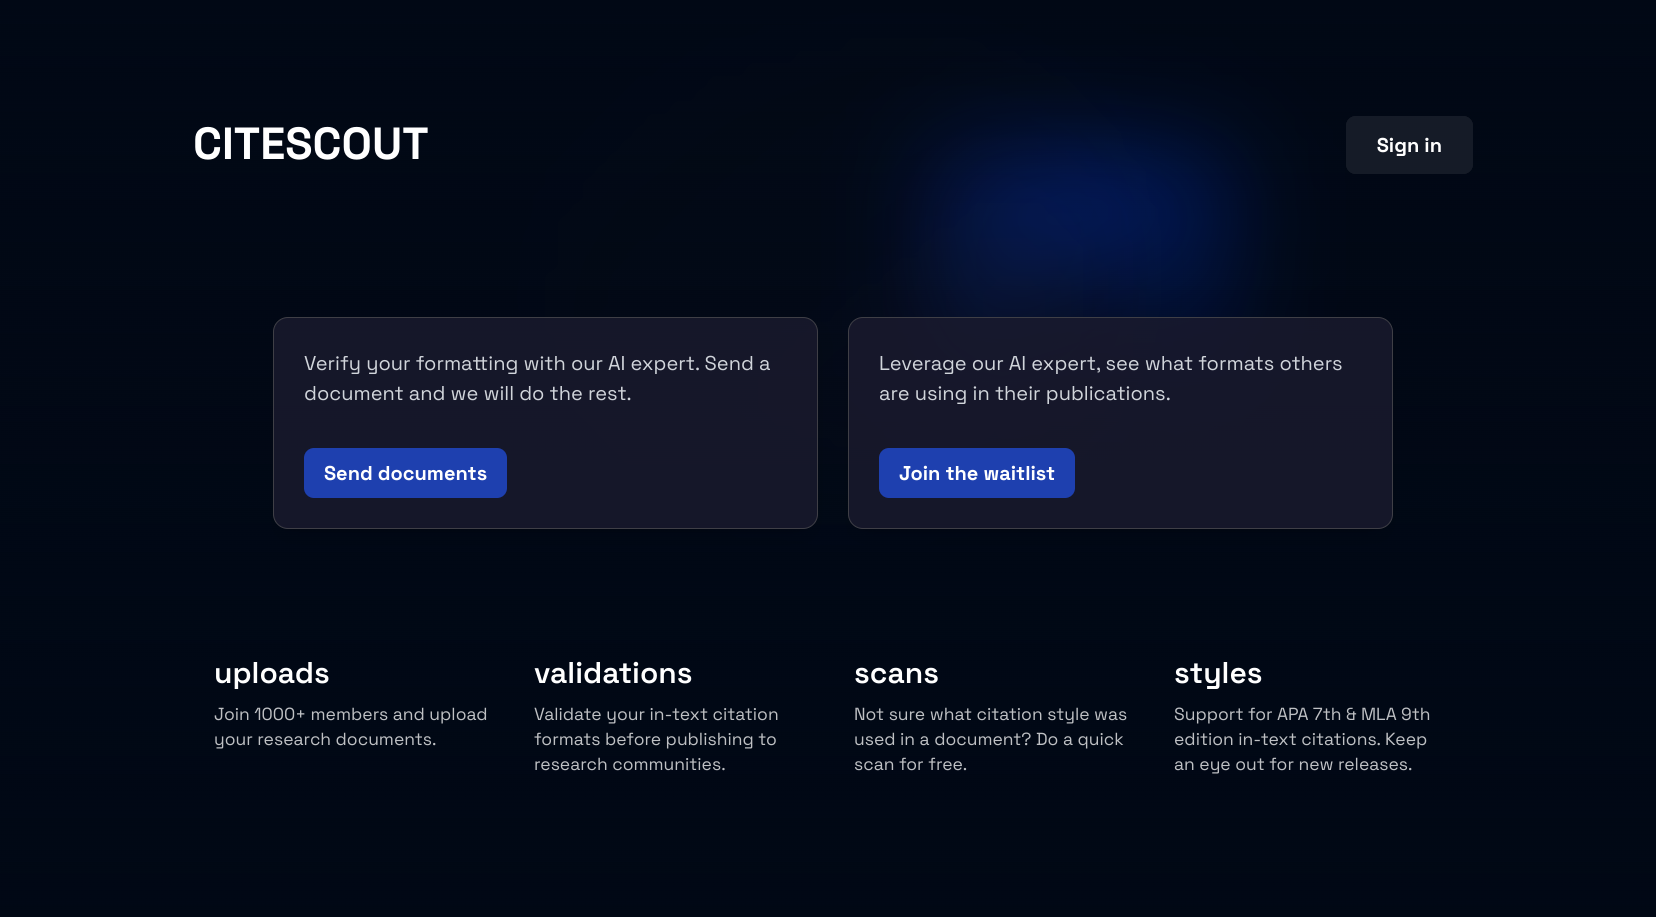 CITESCOUT
Sign in
Verify your formatting with our AI expert. Send a
document and we will do the rest.
Send documents
Leverage our AI expert, see what formats others
are using in their publications.
Join the waitlist
uploads
Join 1000+ members and upload
your research documents.
validations
Validate your in-text citation
formats before publishing to
research communities.
scans
Not sure what citation style was
used in a document? Do a quick
scan for free.
styles
Support for APA 7th & MLA 9th
edition in-text citations. Keep
an eye out for new releases.